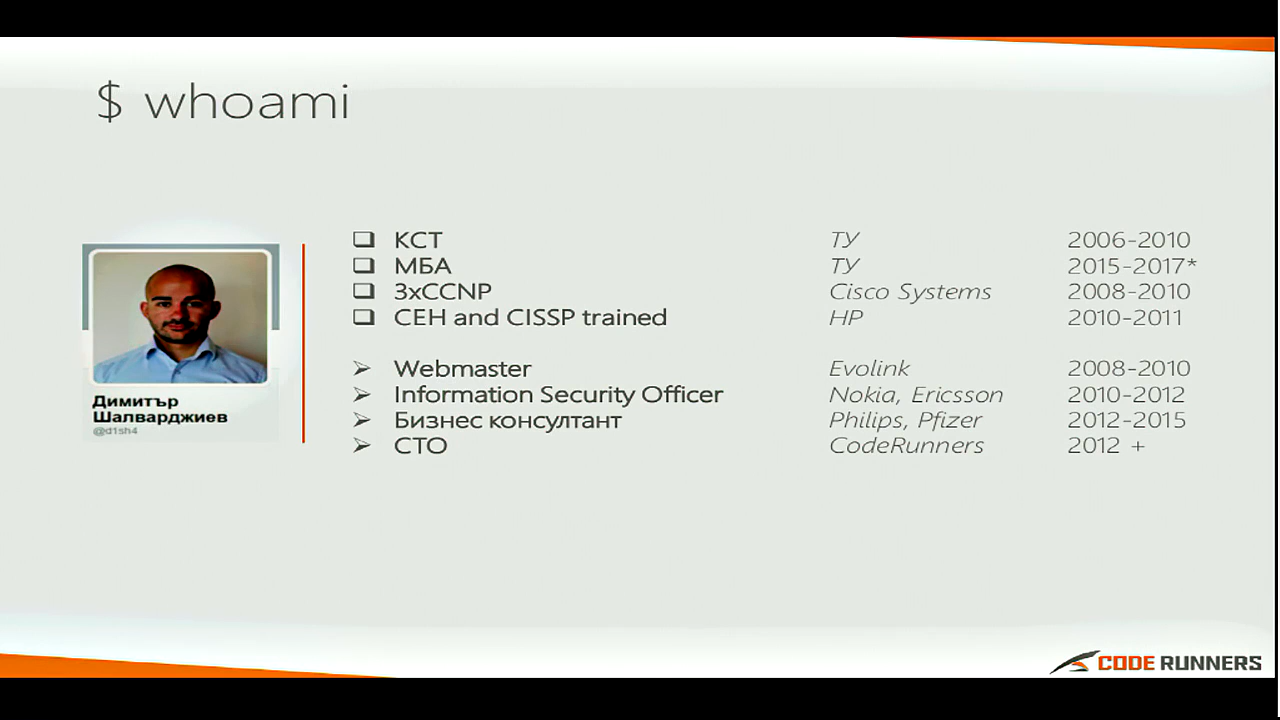 $ whoami
КСТ ТУ 2006-2010
МБА ТУ 2015-2017*
3xCCNP Cisco Systems 2008-2010
CEH and CISSP trained HP 2010-2011
Webmaster Evolink 2008-2010
Information Security Officer Nokia, Ericsson 2010-2012
Бизнес консултант Philips, Pfizer 2012-2015
СТО CodeRunners 2012 +
Димитър
Шалварджиев
@d1sh4
CODE RUNNERS